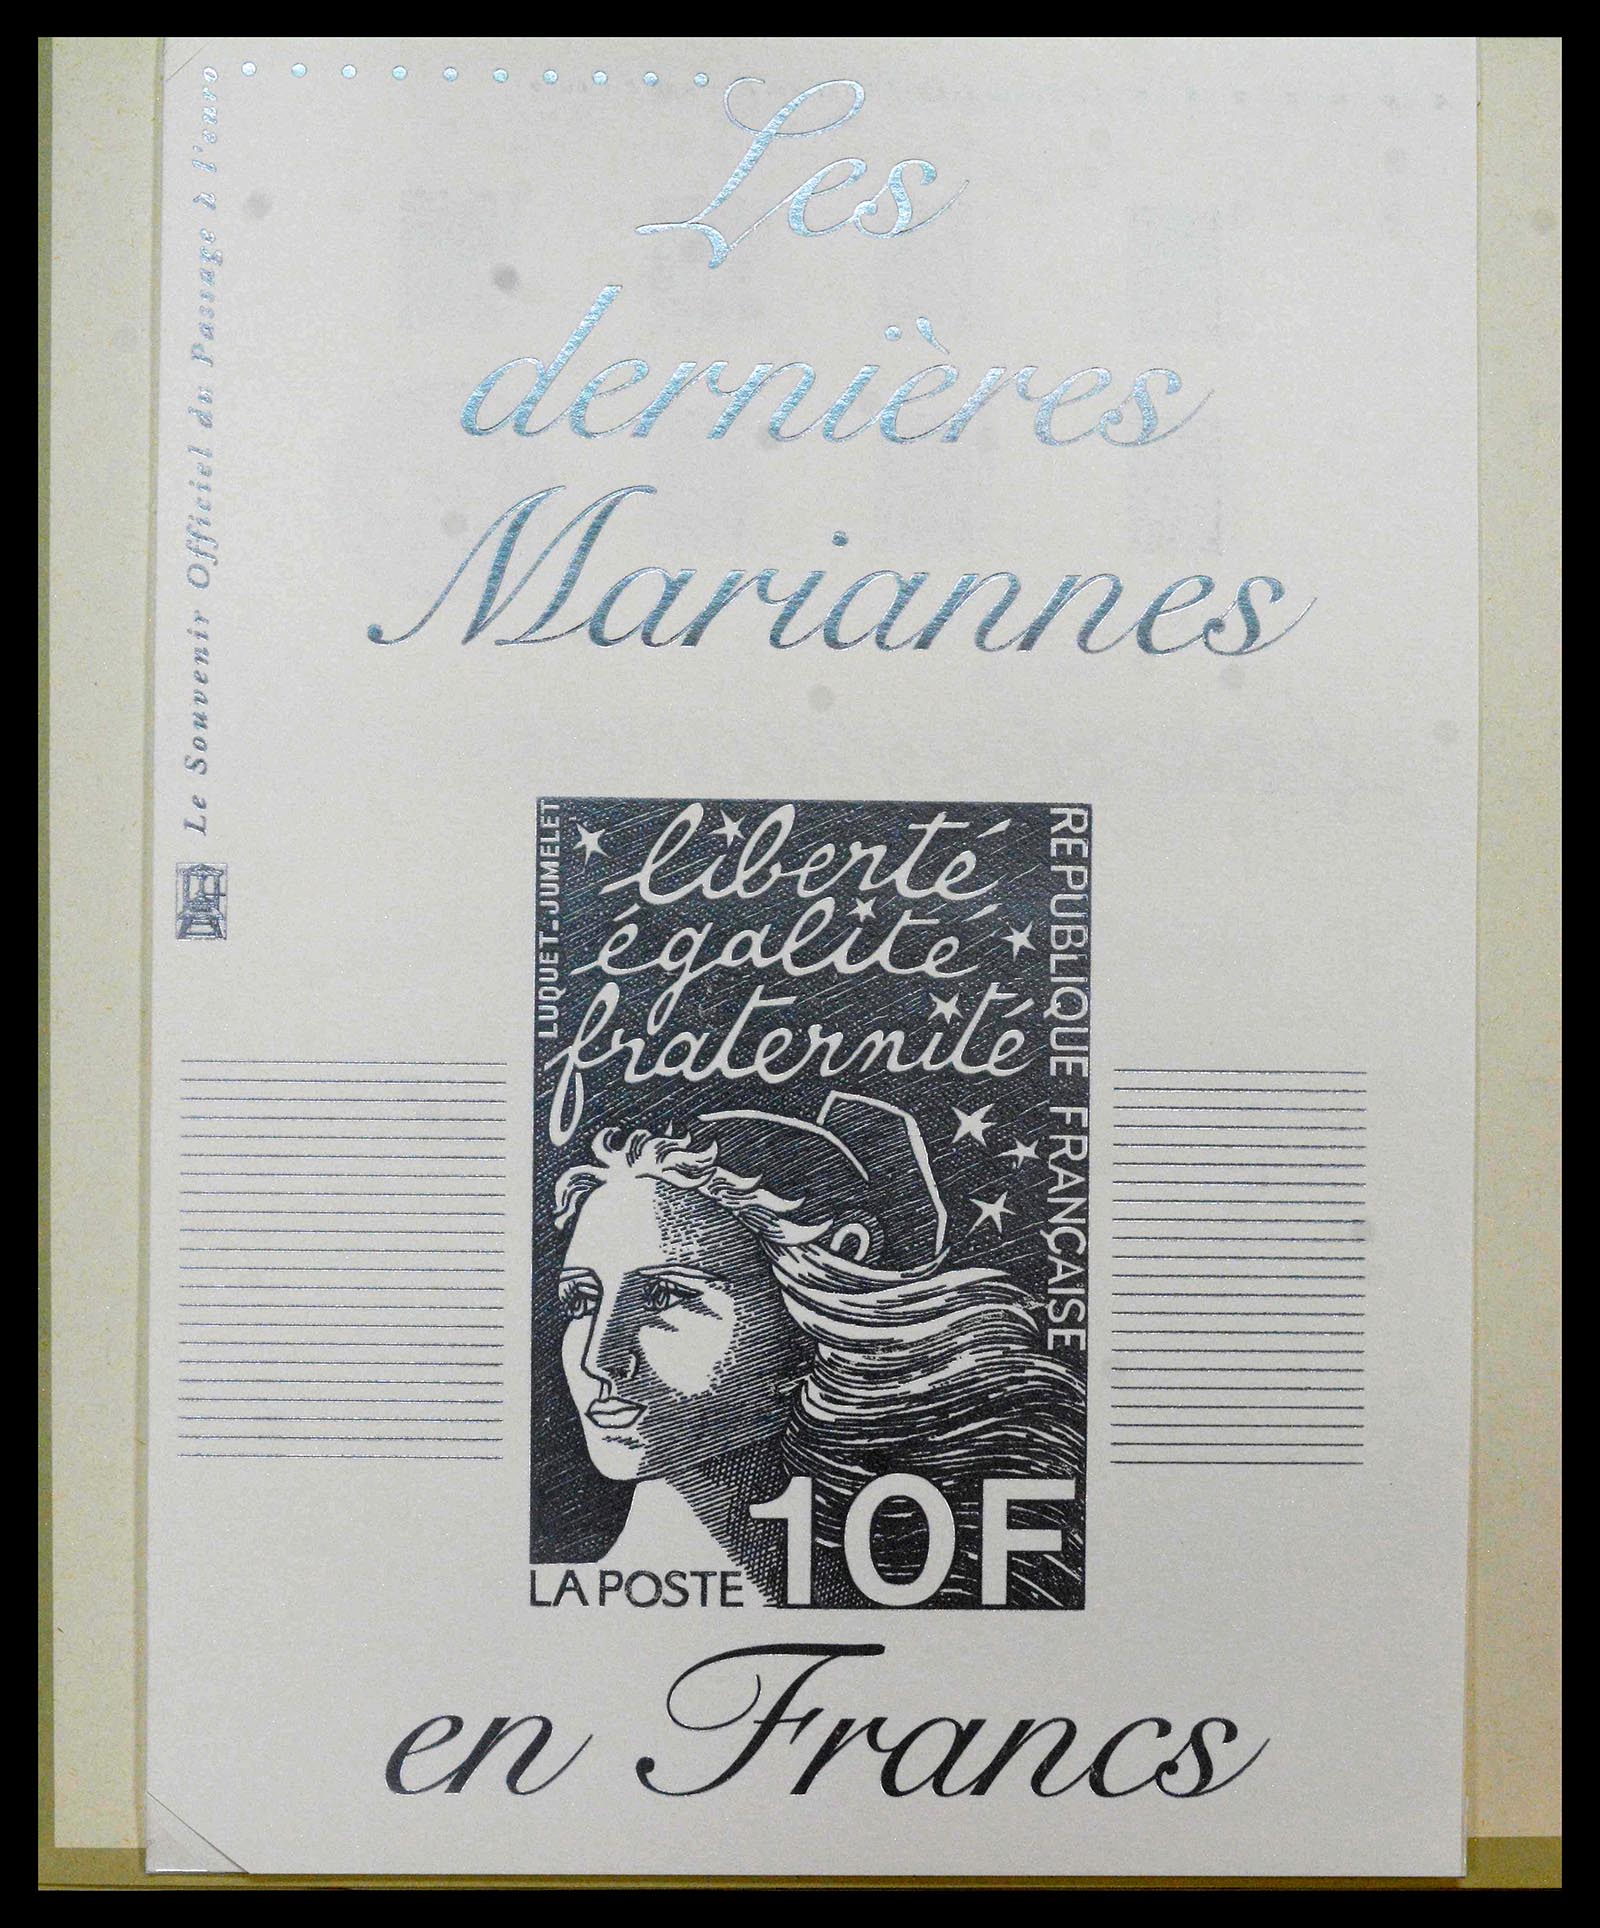 Le Souvenir Officiel du Passage à l'euro
Les
dernières
Mariannes
LUQUET-JUMELET
liberté
égalité
fraternité
RÉPUBLIQUE FRANÇAISE
10F
LA POSTE
en Francs